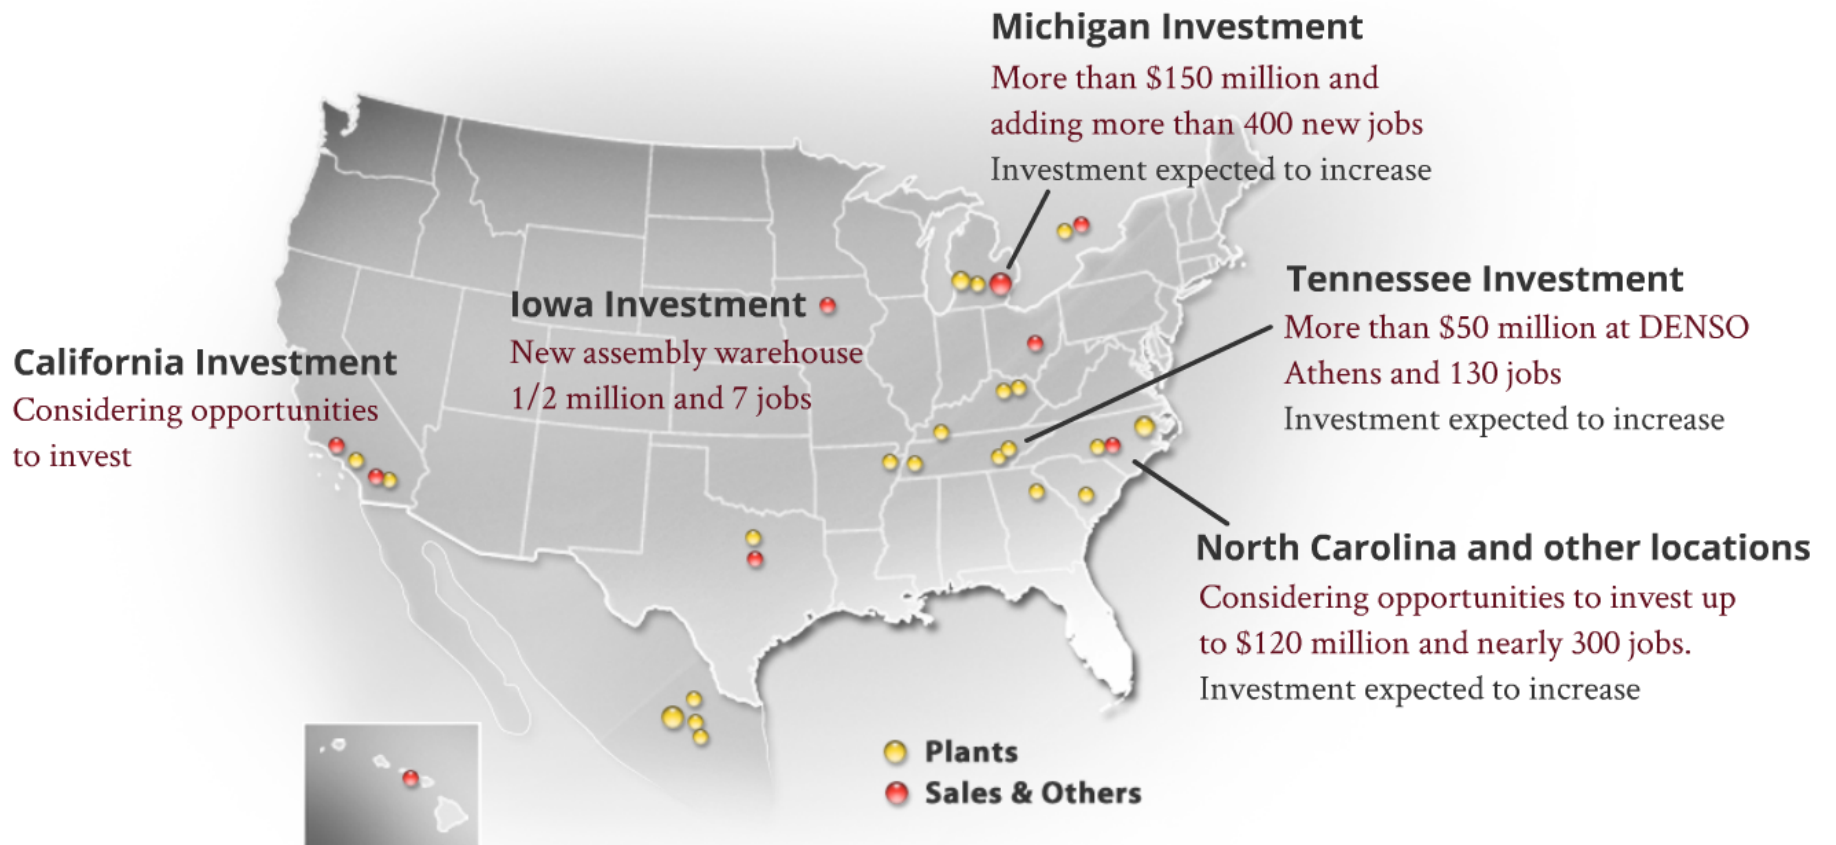 Michigan Investment
More than $150 million and
adding more than 400 new jobs
Investment expected to increase
Tennessee Investment
More than $50 million at DENSO
Athens and 130 jobs
Investment expected to increase
Iowa Investment
New assembly warehouse
1/2 million and 7 jobs
California Investment
Considering opportunities
to invest
North Carolina and other locations
Considering opportunities to invest up
to $120 million and nearly 300 jobs.
Investment expected to increase
Plants
Sales & Others